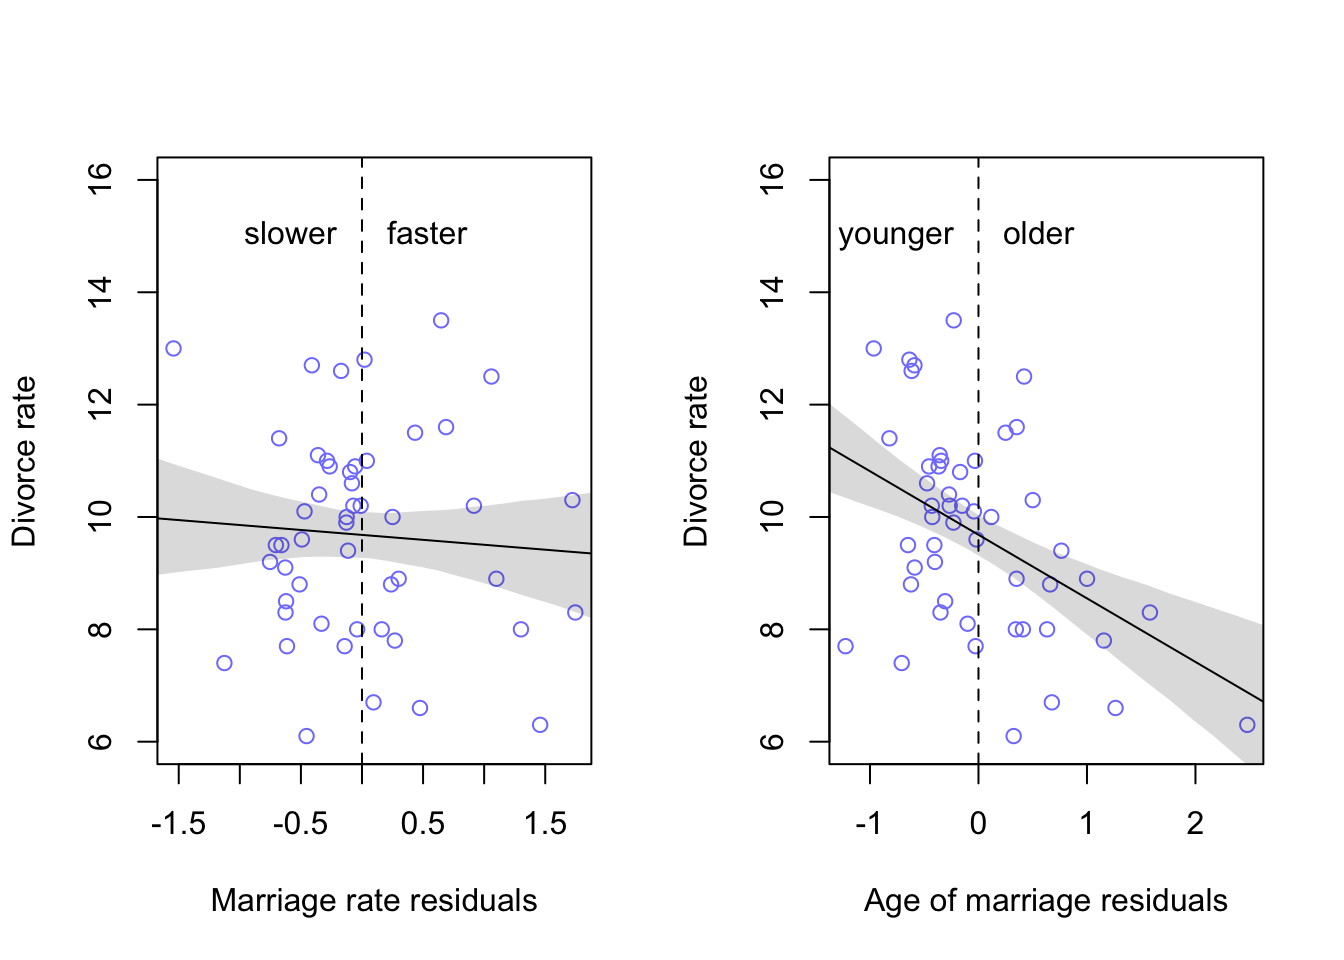 16
14
12
10
8
6
Divorce rate
slower
faster
-1.5
-0.5
0.5
1.5
Marriage rate residuals
16
14
12
10
8
6
Divorce rate
younger
older
-1
0
1
2
Age of marriage residuals